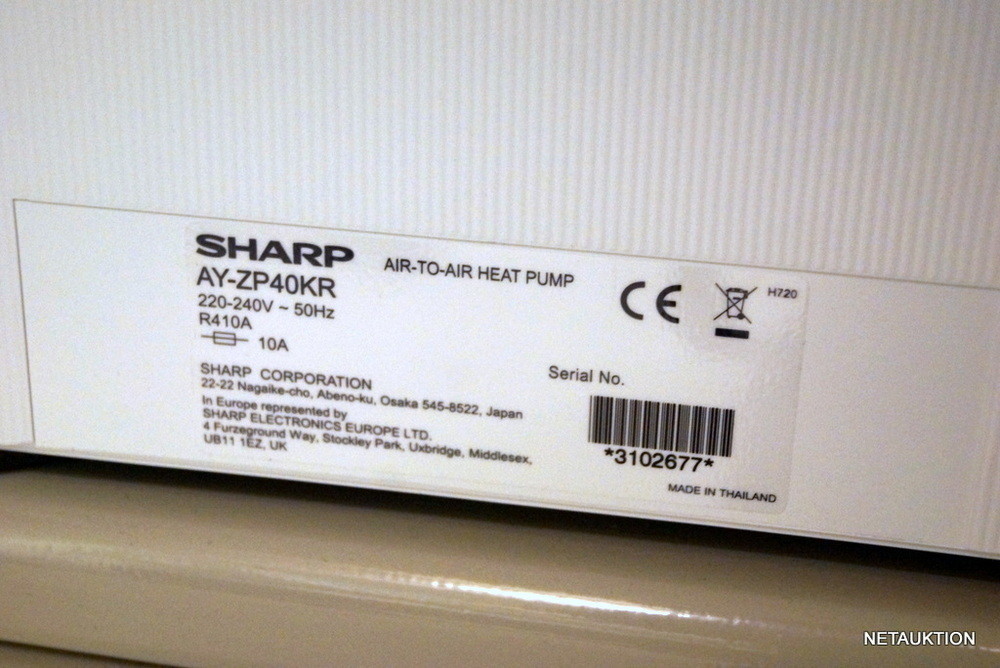 SHARP
AIR-TO-AIR HEAT PUMP
AY-ZP40KR
220-240V ~ 50Hz
R410A
10A
CE
H720
SHARP CORPORATION
22-22 Nagaike-cho, Abeno-ku, Osaka 545-8522, Japan
In Europe represented by
SHARP ELECTRONICS EUROPE LTD.
4 Furzeground Way, Stockley Park, Uxbridge, Middlesex,
UB11 1EZ, UK
Serial No.
*3102677*
MADE IN THAILAND
NETAUKTION